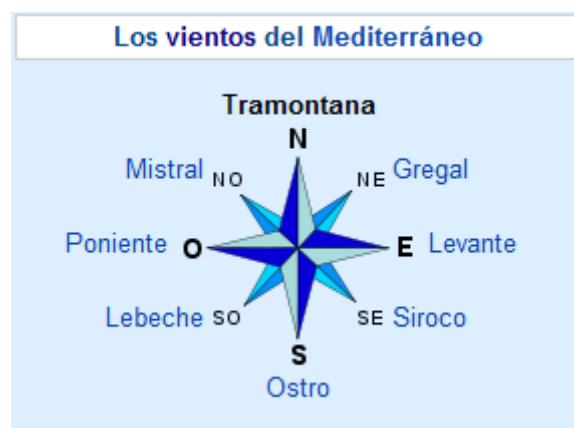 Los vientos del Mediterráneo
Tramontana
N
Mistral NO NE Gregal
Poniente O E Levante
Lebeche SO SE Siroco
S
Ostro